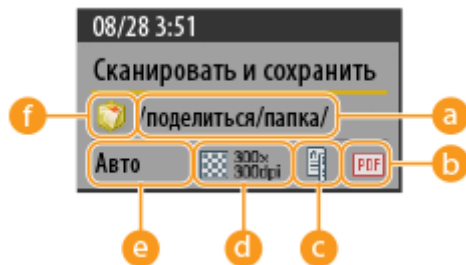 08/28 3:51
Сканировать и сохранить
f /поделиться/папка/ a
Авто 300x 300dpi PDF b
e d c